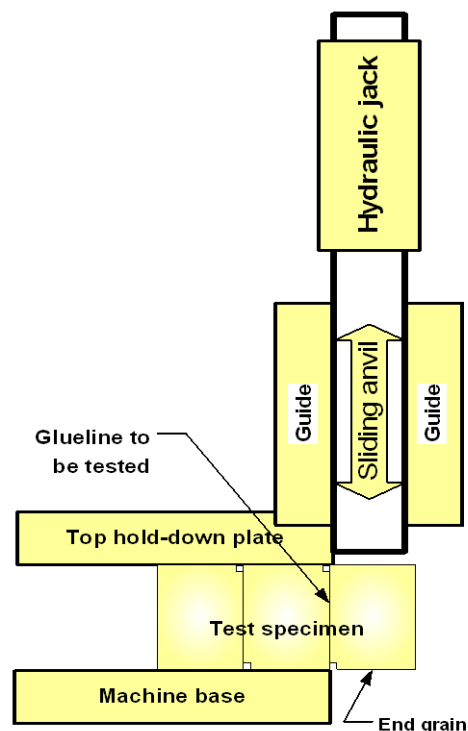 Hydraulic jack
Guide
Sliding anvil
Guide
Glueline to
be tested
Top hold-down plate
Test specimen
Machine base
End grain